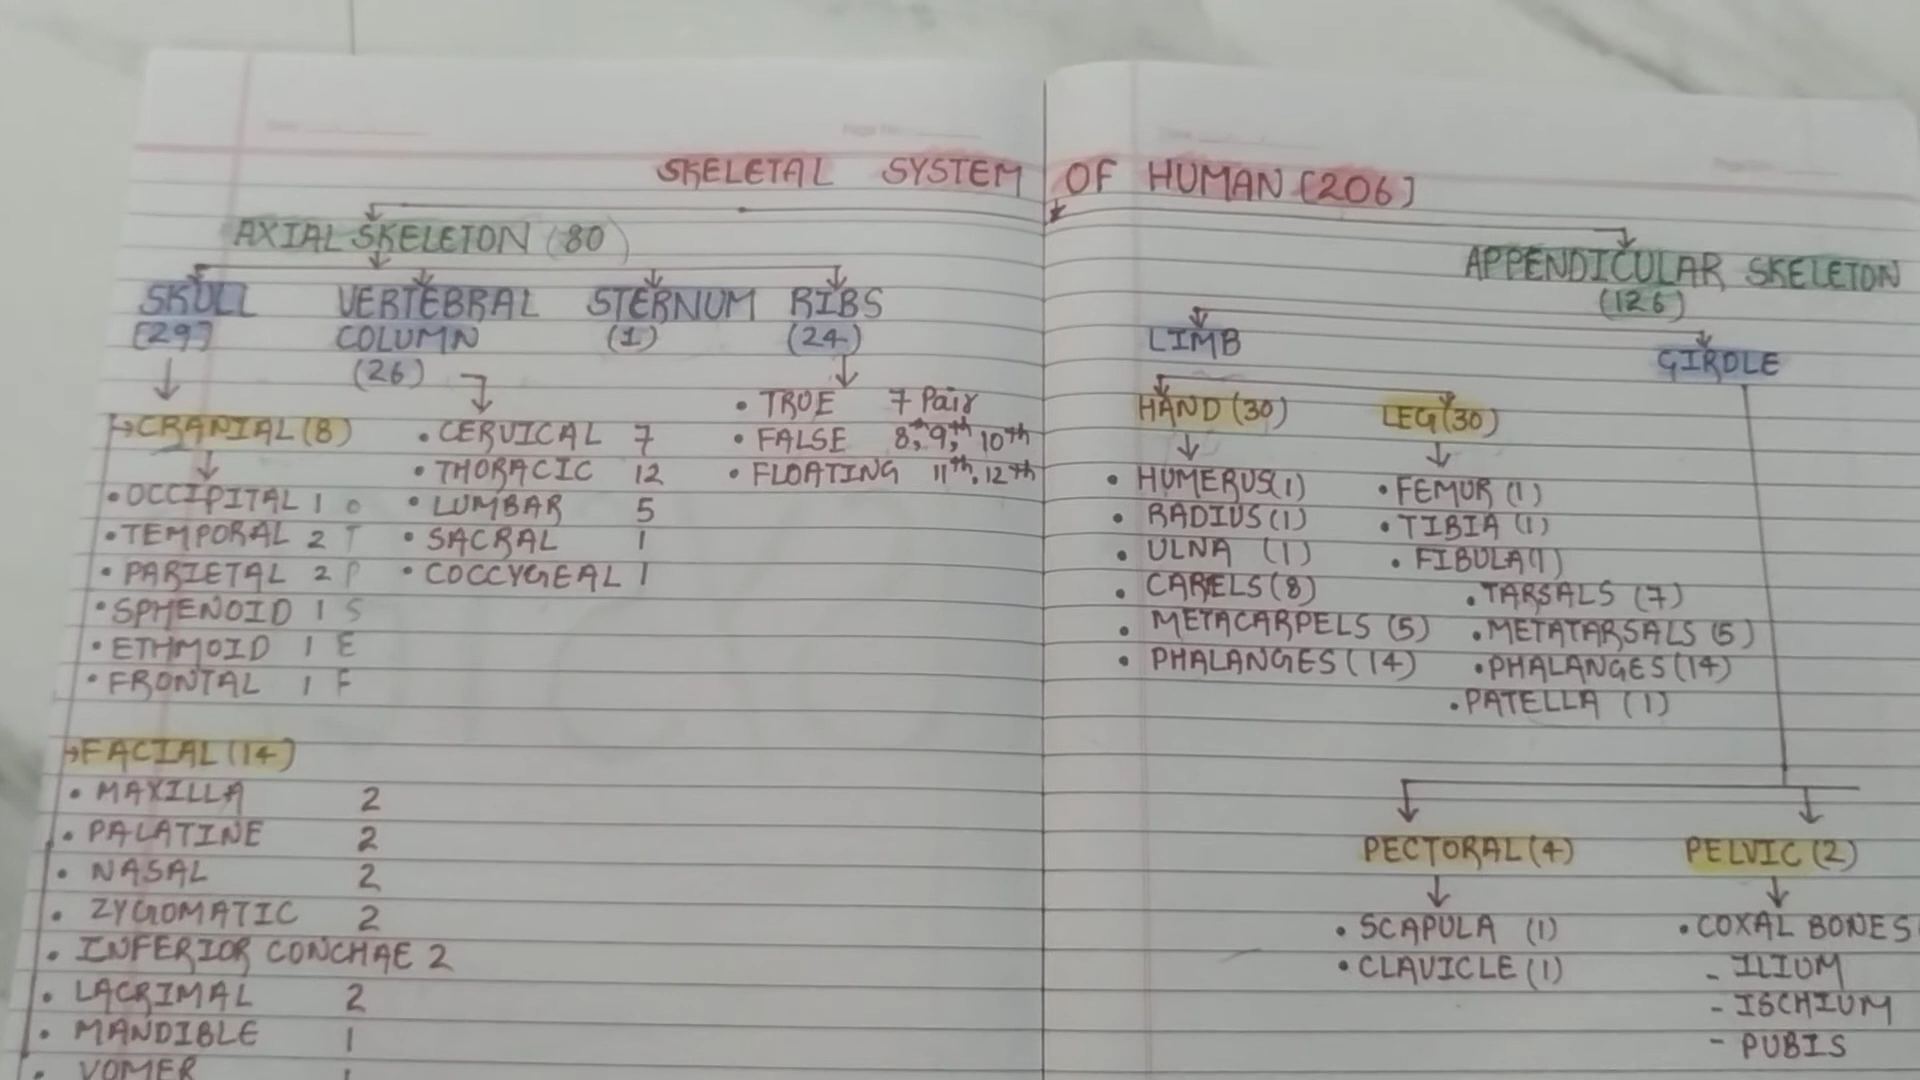 SKELETAL SYSTEM OF HUMAN (206)
AXIAL SKELETON (80)
SKULL
(29)
VERTEBRAL
COLUMN
(26)
STERNUM
(1)
RIBS
(24)
CRANIAL (8)
• OCCIPITAL 1 O
• TEMPORAL 2 T
• PARIETAL 2 P
• SPHENOID 1 S
• ETHMOID 1 E
• FRONTAL 1 F
• CERVICAL 7
• THORACIC 12
• LUMBAR 5
• SACRAL 1
• COCCYGEAL 1
• TRUE 7 Pair
• FALSE 8th, 9th, 10th
• FLOATING 11th, 12th
FACIAL (14)
• MAXILLA 2
• PALATINE 2
• NASAL 2
• ZYGOMATIC 2
• INFERIOR CONCHAE 2
• LACRIMAL 2
• MANDIBLE 1
• VOMER 1
APPENDICULAR SKELETON
(126)
LIMB
GIRDLE
HAND (30)
• HUMERUS (1)
• RADIUS (1)
• ULNA (1)
• CARPELS (8)
• METACARPELS (5)
• PHALANGES (14)
LEG (30)
• FEMUR (1)
• TIBIA (1)
• FIBULA (1)
• TARSALS (7)
• METATARSALS (5)
• PHALANGES (14)
• PATELLA (1)
PECTORAL (4)
• SCAPULA (1)
• CLAVICLE (1)
PELVIC (2)
• COXAL BONES
- ILIUM
- ISCHIUM
- PUBIS